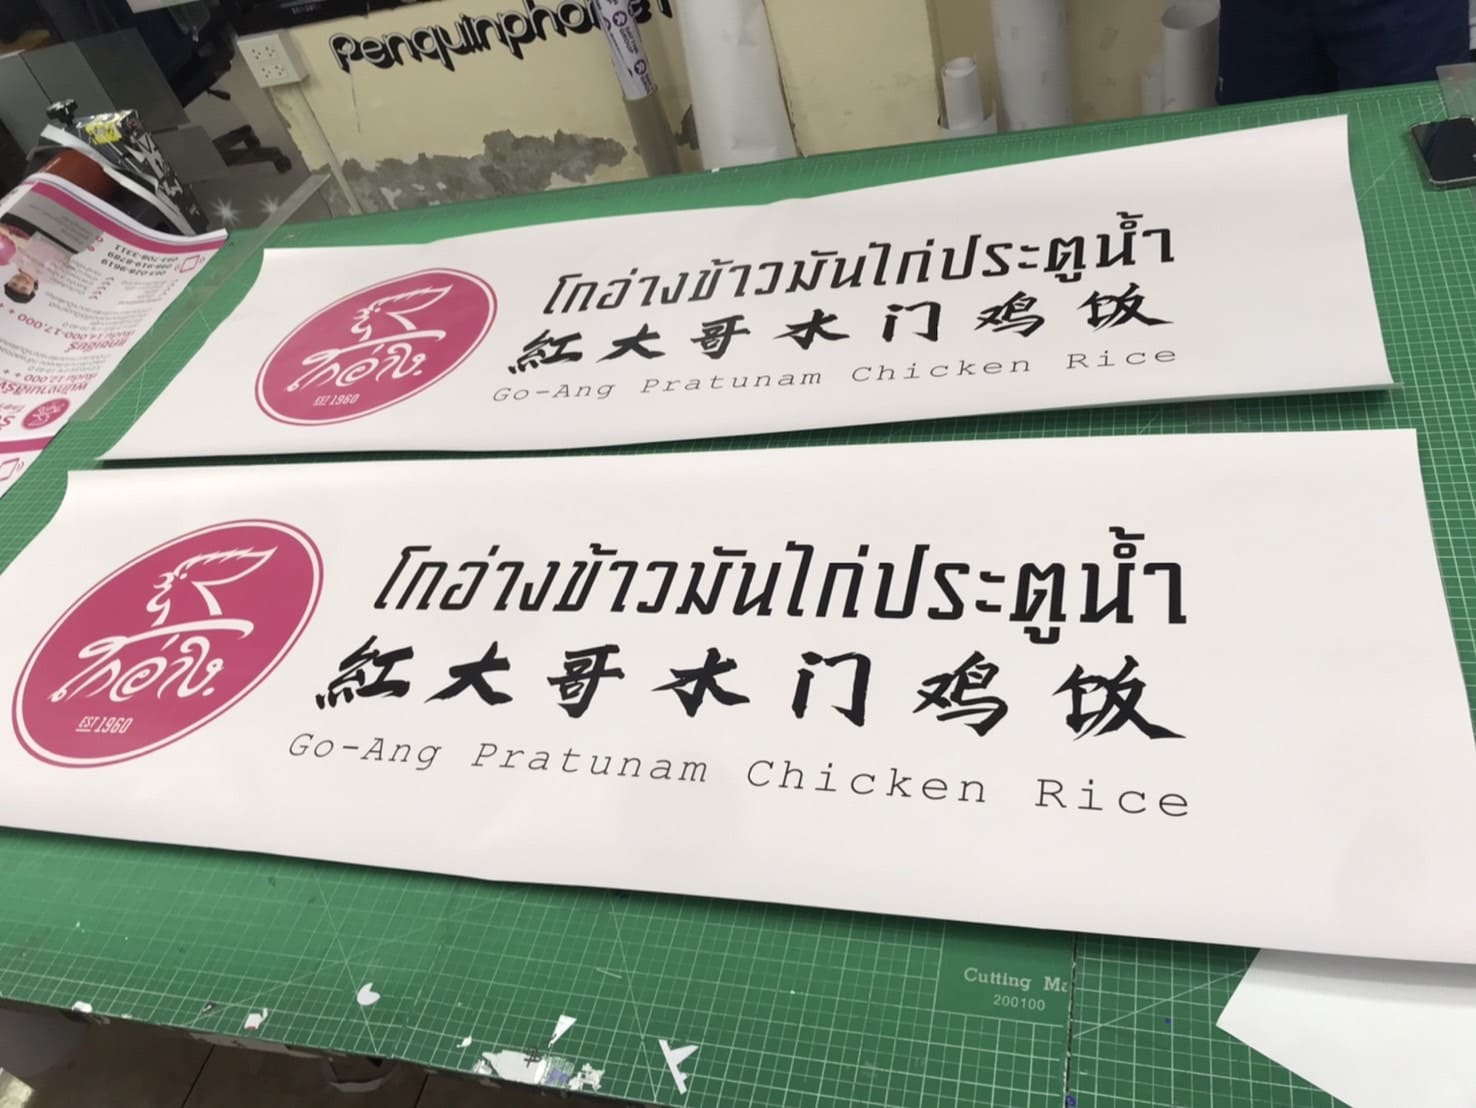 Penguinpho
โกอ่างข้าวมันไก่ประตูน้ำ
紅大哥水门鸡饭
Go-Ang Pratunam Chicken Rice
โกอ่าง
EST 1960
โกอ่างข้าวมันไก่ประตูน้ำ
紅大哥水门鸡饭
Go-Ang Pratunam Chicken Rice
โกอ่าง
EST 1960
Cutting Ma
200100